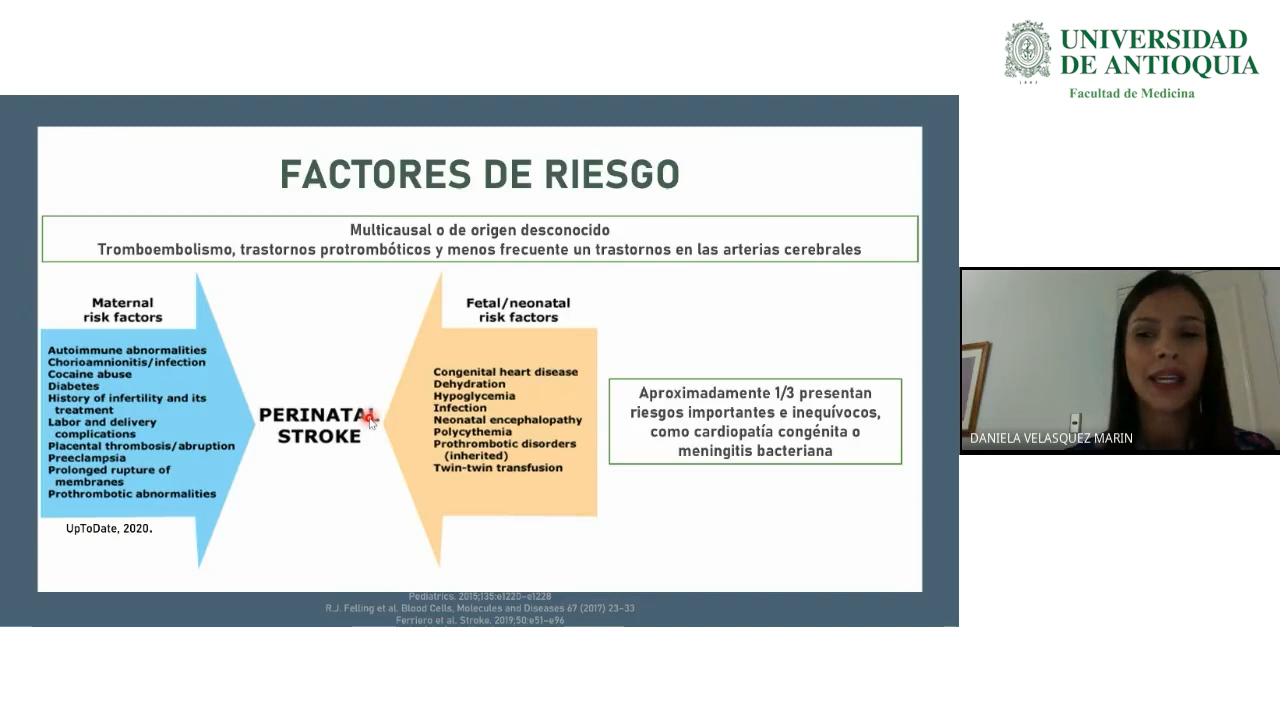 UNIVERSIDAD
DE ANTIOQUIA
1803
Facultad de Medicina
FACTORES DE RIESGO
Multicausal o de origen desconocido
Tromboembolismo, trastornos protrombóticos y menos frecuente un trastornos en las arterias cerebrales
Maternal
risk factors
Autoimmune abnormalities
Chorioamnionitis/infection
Cocaine abuse
Diabetes
History of infertility and its
treatment
Labor and delivery
complications
Placental thrombosis/abruption
Preeclampsia
Prolonged rupture of
membranes
Prothrombotic abnormalities
UpToDate, 2020.
PERINATAL
STROKE
Fetal/neonatal
risk factors
Congenital heart disease
Dehydration
Hypoglycemia
Infection
Neonatal encephalopathy
Polycythemia
Prothrombotic disorders
(inherited)
Twin-twin transfusion
Aproximadamente 1/3 presentan
riesgos importantes e inequívocos,
como cardiopatía congénita o
meningitis bacteriana
Pediatrics. 2015;135:e1220–e1228
R.J. Felling et al. Blood Cells, Molecules and Diseases 67 (2017) 23–33
Ferriero et al. Stroke. 2019;50:e51–e96
DANIELA VELASQUEZ MARIN